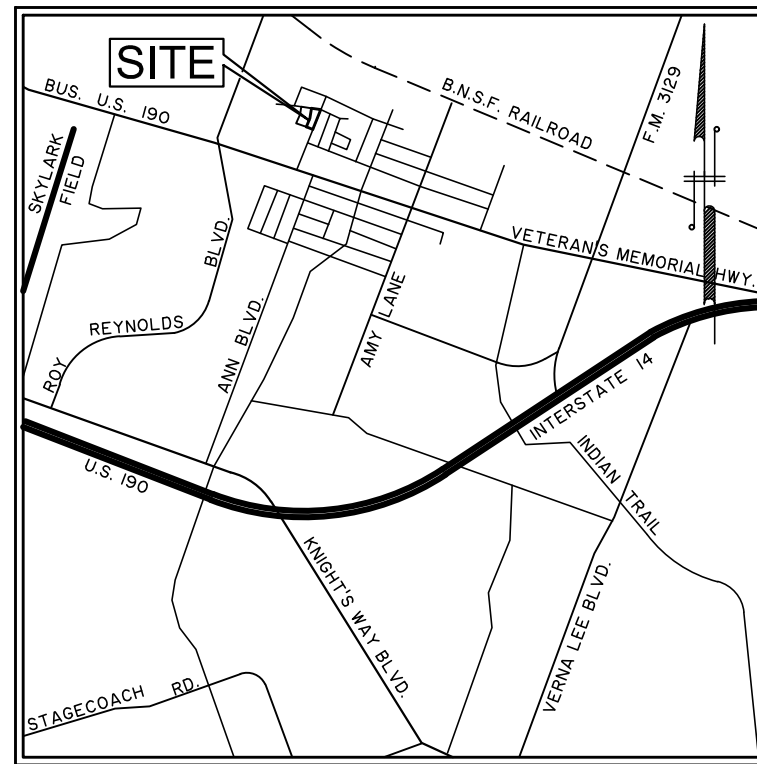 SITE
BUS. U.S. 190
B.N.S.F. RAILROAD
F.M. 3129
SKYLARK
FIELD
BLVD.
VETERAN'S MEMORIAL HWY.
REYNOLDS
ROY
ANN BLVD.
AMY LANE
INTERSTATE 14
U.S. 190
INDIAN TRAIL
KNIGHT'S WAY BLVD.
VERNA LEE BLVD.
STAGECOACH RD.